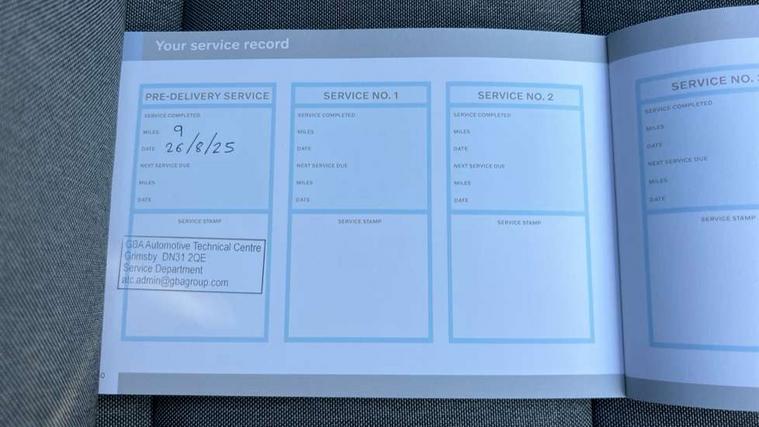 Your service record
PRE-DELIVERY SERVICE
SERVICE COMPLETED
MILES 9
DATE 26/8/25
NEXT SERVICE DUE
MILES
DATE
SERVICE STAMP
GBA Automotive Technical Centre
Grimsby DN31 2QE
Service Department
atc.admin@gbagroup.com
SERVICE NO. 1
SERVICE COMPLETED
MILES
DATE
NEXT SERVICE DUE
MILES
DATE
SERVICE STAMP
SERVICE NO. 2
SERVICE COMPLETED
MILES
DATE
NEXT SERVICE DUE
MILES
DATE
SERVICE STAMP
SERVICE NO.
SERVICE COMPLETED
MILES
DATE
NEXT SERVICE DUE
MILES
DATE
SERVICE STAMP